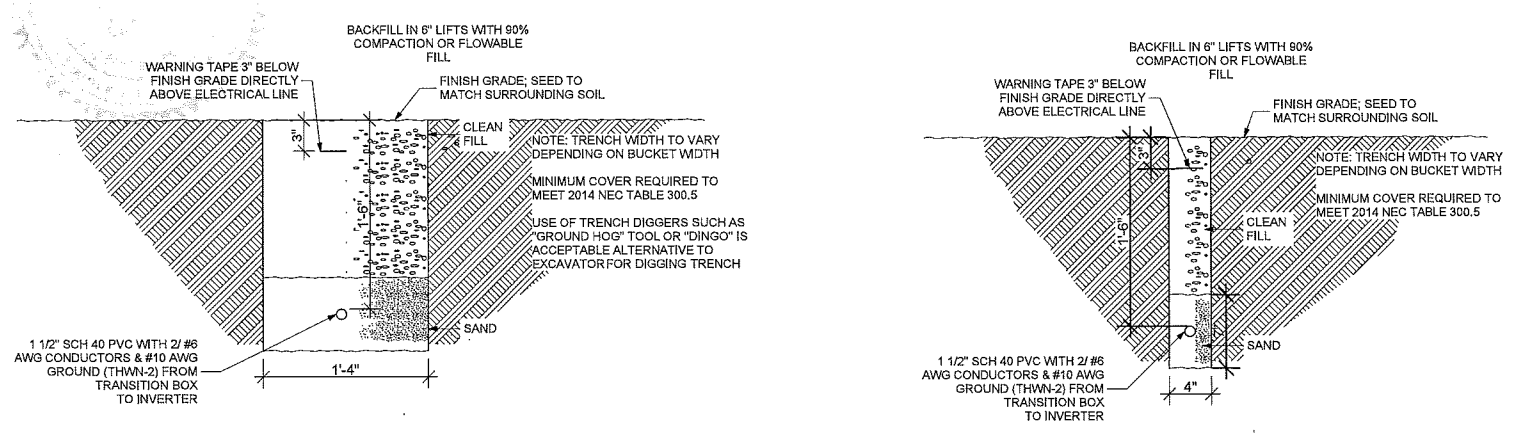 BACKFILL IN 6" LIFTS WITH 90%
COMPACTION OR FLOWABLE
FILL
WARNING TAPE 3" BELOW
FINISH GRADE DIRECTLY
ABOVE ELECTRICAL LINE
FINISH GRADE; SEED TO
MATCH SURROUNDING SOIL
3"
CLEAN
FILL
NOTE: TRENCH WIDTH TO VARY
DEPENDING ON BUCKET WIDTH
MINIMUM COVER REQUIRED TO
MEET 2014 NEC TABLE 300.5
1'-6"
USE OF TRENCH DIGGERS SUCH AS
"GROUND HOG" TOOL OR "DINGO" IS
ACCEPTABLE ALTERNATIVE TO
EXCAVATOR FOR DIGGING TRENCH
SAND
1 1/2" SCH 40 PVC WITH 2/ #6
AWG CONDUCTORS & #10 AWG
GROUND (THWN-2) FROM
TRANSITION BOX
TO INVERTER
1'-4"
BACKFILL IN 6" LIFTS WITH 90%
COMPACTION OR FLOWABLE
FILL
WARNING TAPE 3" BELOW
FINISH GRADE DIRECTLY
ABOVE ELECTRICAL LINE
FINISH GRADE; SEED TO
MATCH SURROUNDING SOIL
3"
NOTE: TRENCH WIDTH TO VARY
DEPENDING ON BUCKET WIDTH
MINIMUM COVER REQUIRED TO
MEET 2014 NEC TABLE 300.5
1'-6"
CLEAN
FILL
SAND
1 1/2" SCH 40 PVC WITH 2/ #6
AWG CONDUCTORS & #10 AWG
GROUND (THWN-2) FROM
TRANSITION BOX
TO INVERTER
4"